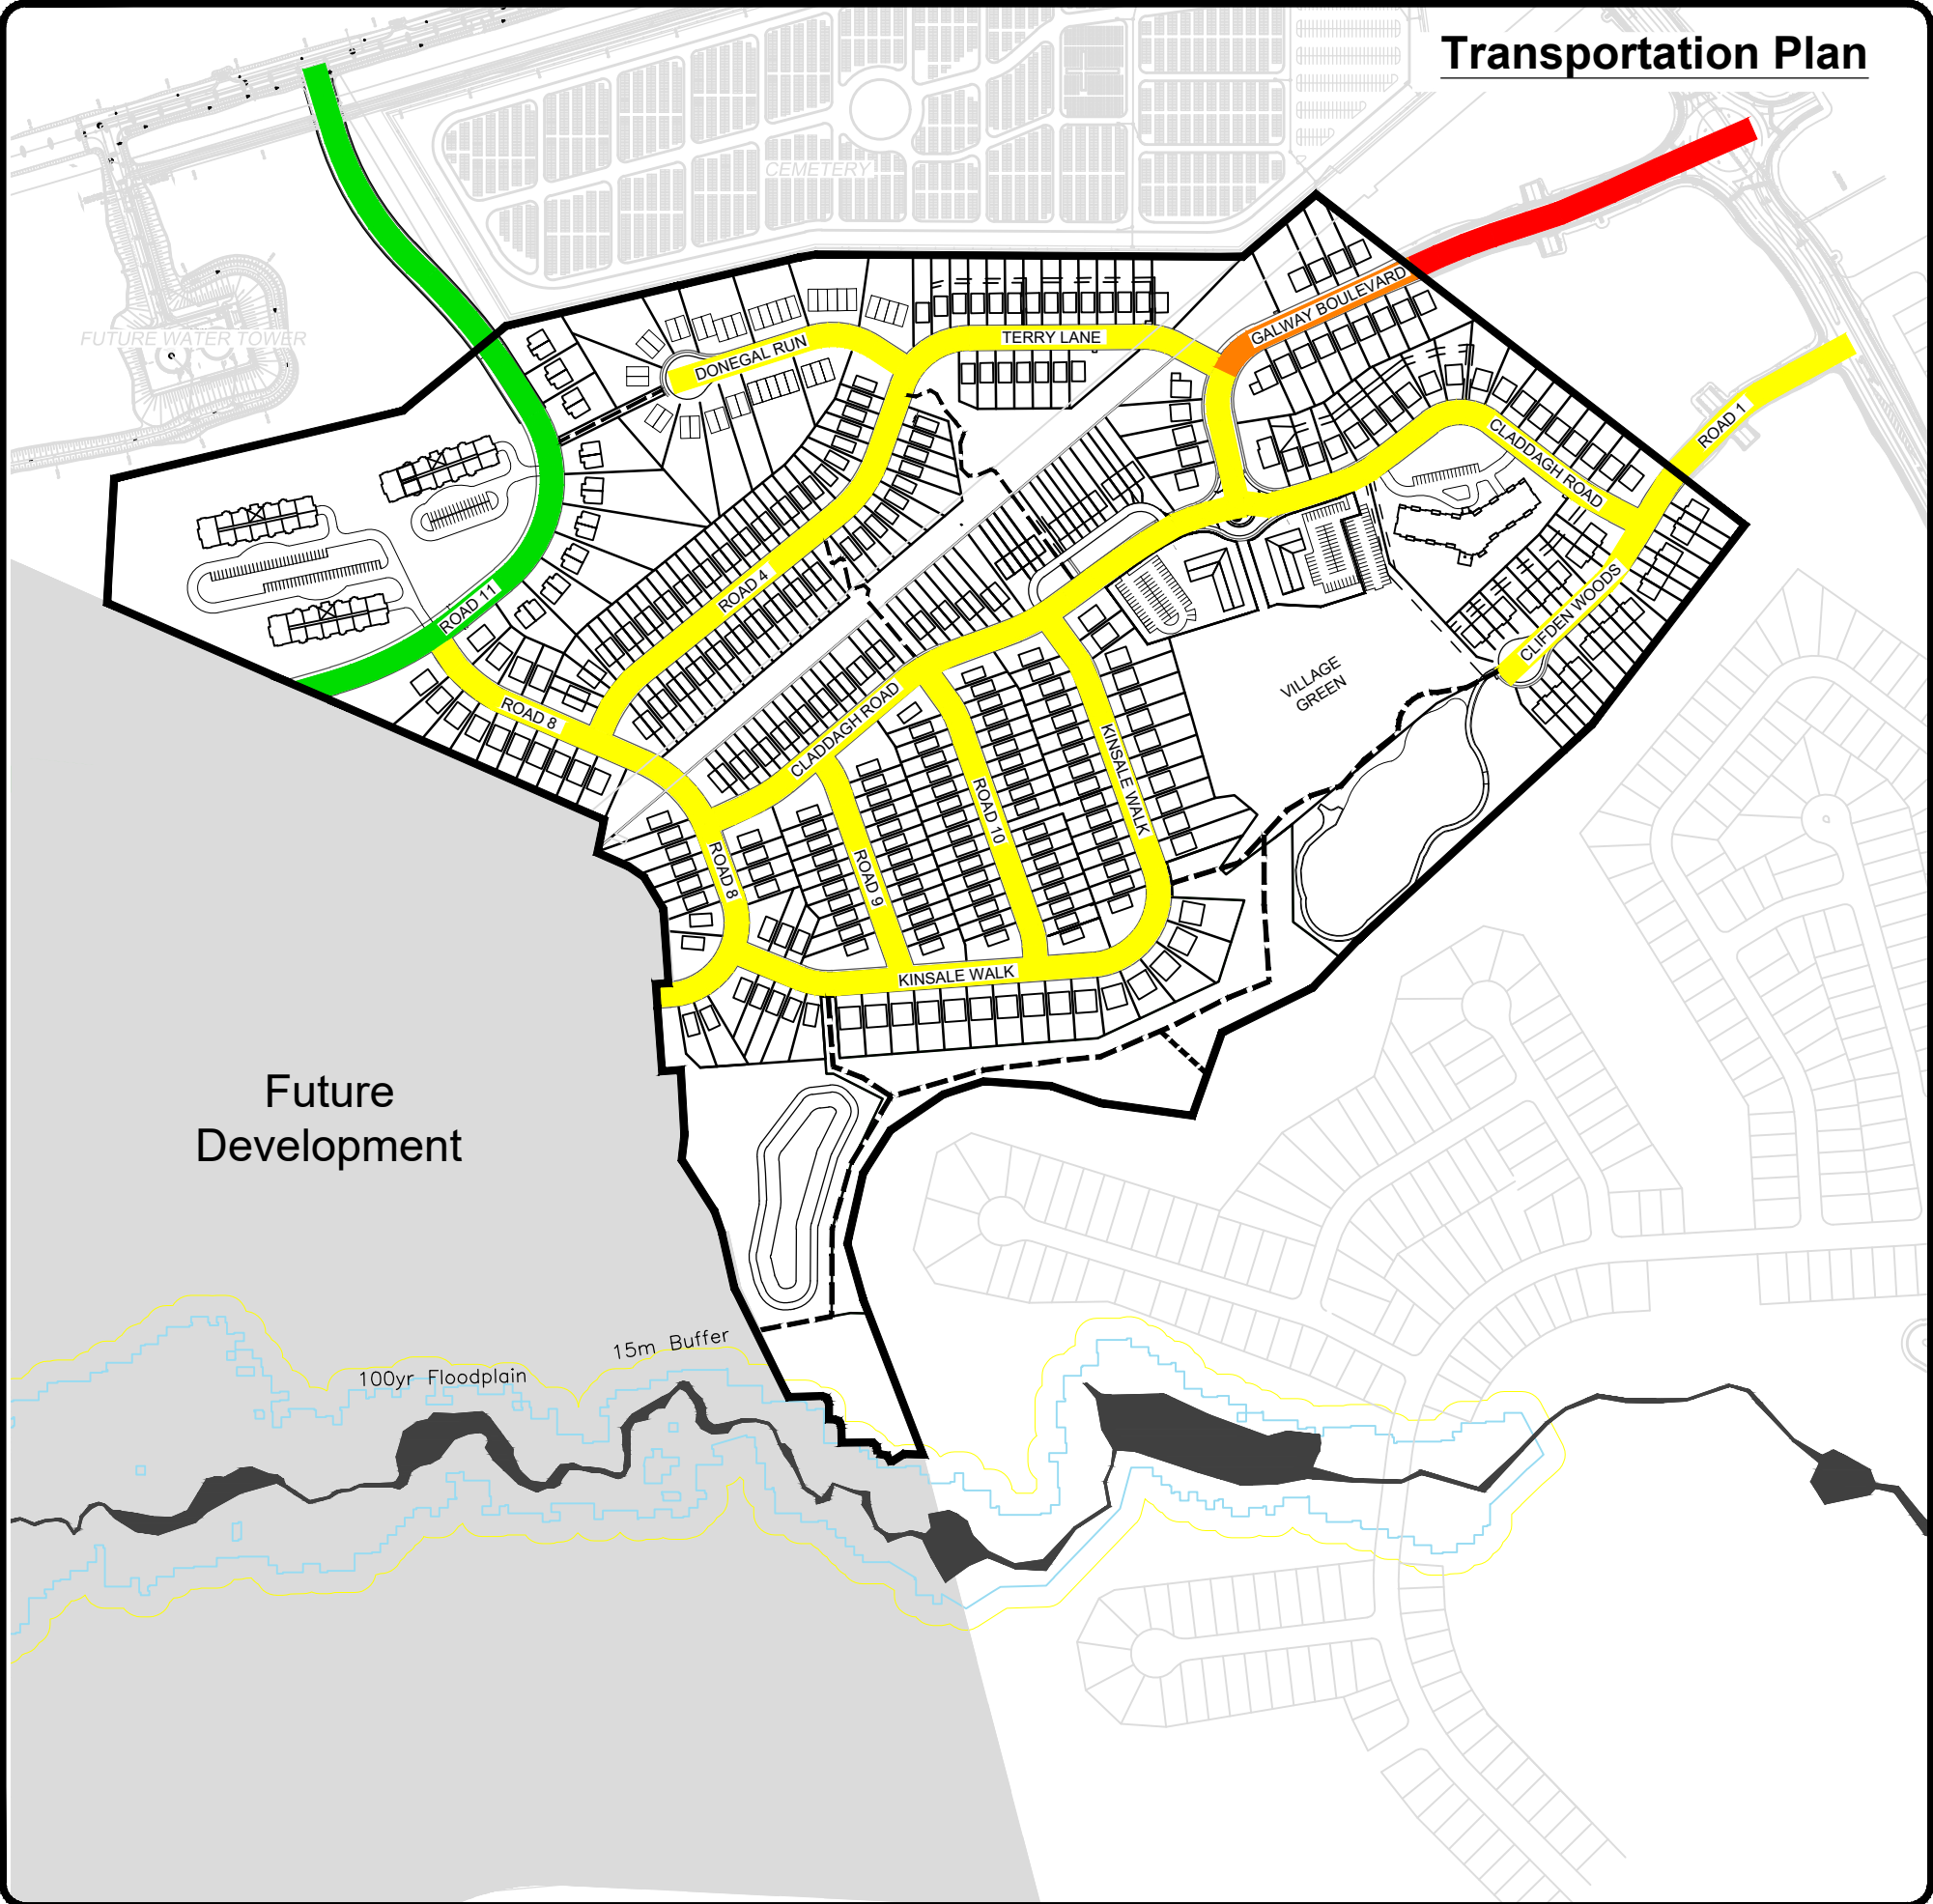 Transportation Plan
CEMETERY
FUTURE WATER TOWER
GALWAY BOULEVARD
TERRY LANE
DONEGAL RUN
ROAD 1
CLADDAGH ROAD
ROAD 4
ROAD 11
CLIFDEN WOODS
VILLAGE
GREEN
ROAD 8
CLADDAGH ROAD
KINSALE WALK
ROAD 10
ROAD 8
ROAD 9
KINSALE WALK
Future
Development
15m Buffer
100yr Floodplain